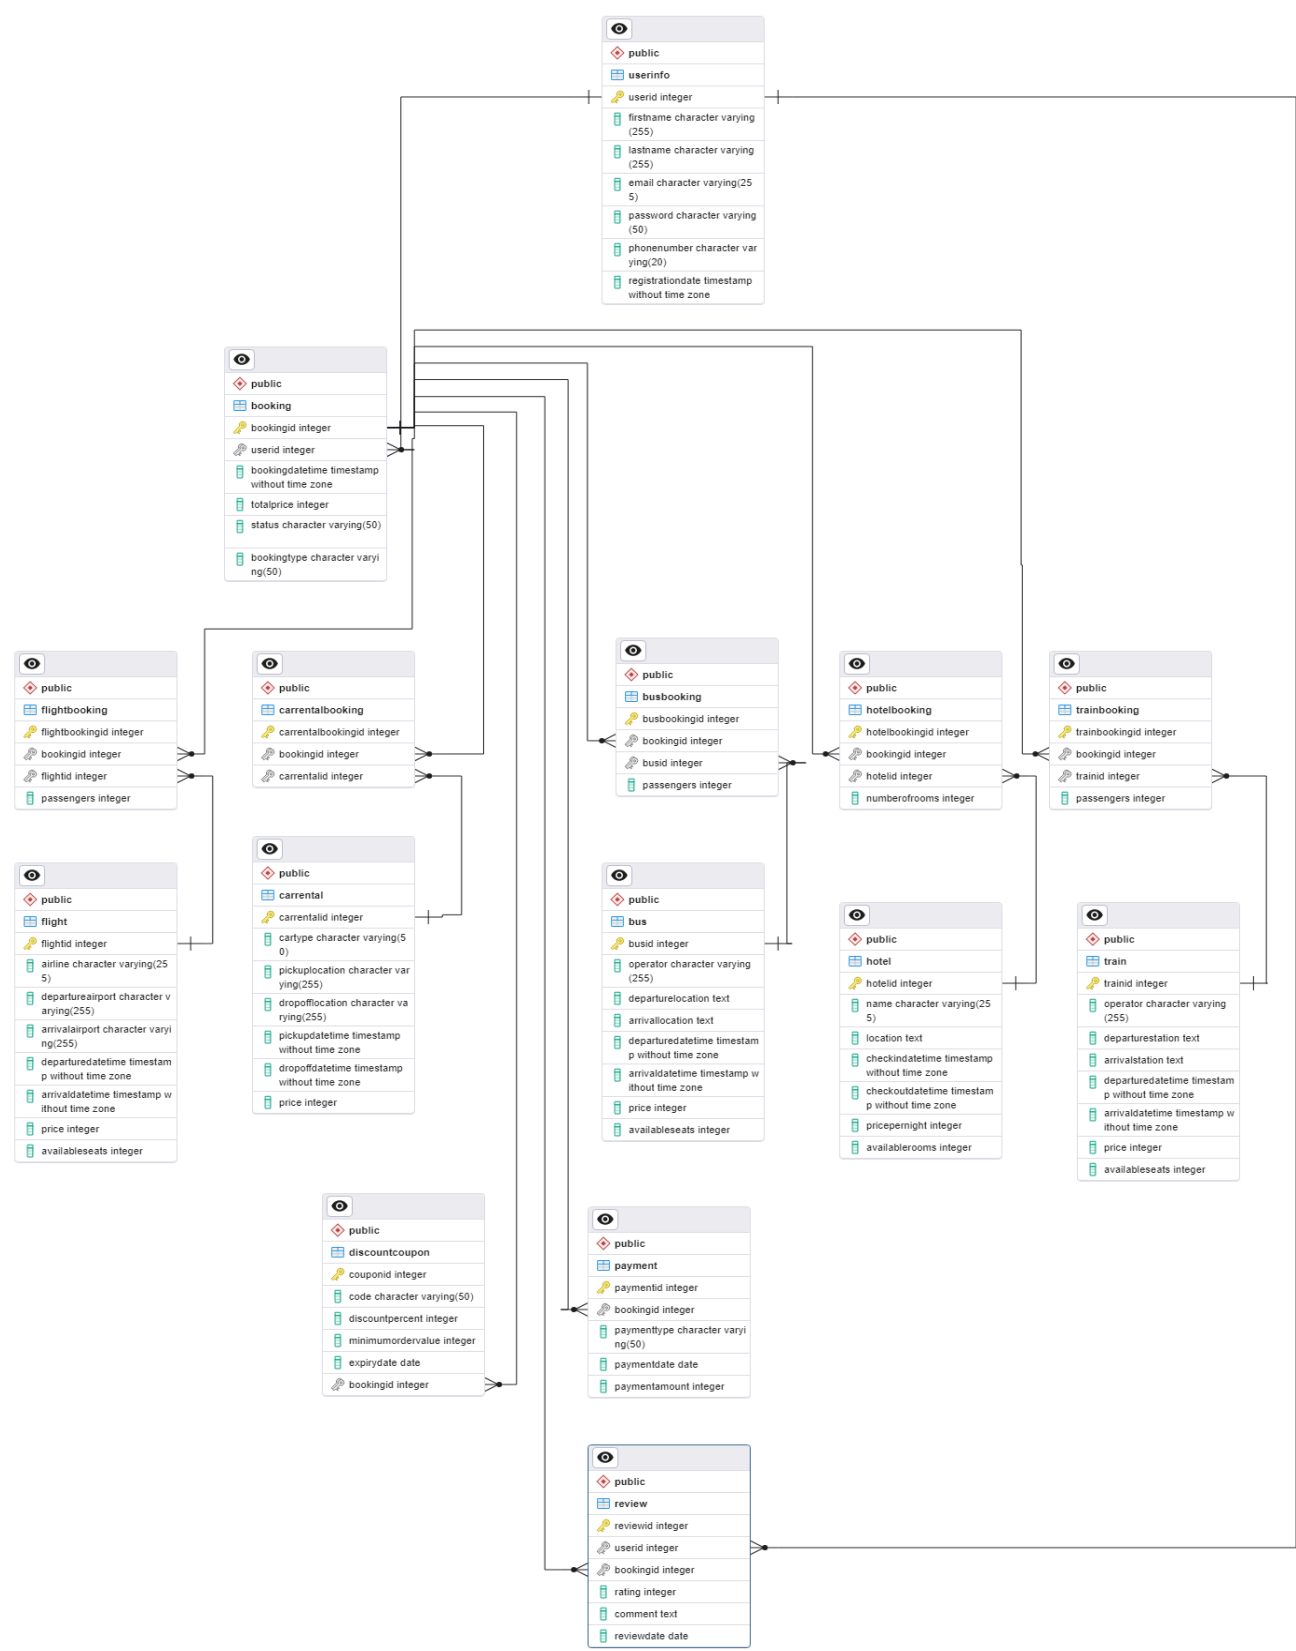 public
userinfo
userid integer
firstname character varying
(255)
lastname character varying
(255)
email character varying(25
5)
password character varying
(50)
phonenumber character var
ying(20)
registrationdate timestamp
without time zone
public
booking
bookingid integer
userid integer
bookingdatetime timestamp
without time zone
totalprice integer
status character varying(50)
bookingtype character varyi
ng(50)
public
flightbooking
flightbookingid integer
bookingid integer
flightid integer
passengers integer
public
carrentalbooking
carrentalbookingid integer
bookingid integer
carrentalid integer
public
busbooking
busbookingid integer
bookingid integer
busid integer
passengers integer
public
hotelbooking
hotelbookingid integer
bookingid integer
hotelid integer
numberofrooms integer
public
trainbooking
trainbookingid integer
bookingid integer
trainid integer
passengers integer
public
flight
flightid integer
airline character varying(25
5)
departureairport character v
arying(255)
arrivalairport character varyi
ng(255)
departuredatetime timestam
p without time zone
arrivaldatetime timestamp w
ithout time zone
price integer
availableseats integer
public
carrental
carrentalid integer
cartype character varying(5
0)
pickuplocation character var
ying(255)
dropofflocation character va
rying(255)
pickupdatetime timestamp
without time zone
dropoffdatetime timestamp
without time zone
price integer
public
bus
busid integer
operator character varying
(255)
departurelocation text
arrivallocation text
departuredatetime timestam
p without time zone
arrivaldatetime timestamp w
ithout time zone
price integer
availableseats integer
public
hotel
hotelid integer
name character varying(25
5)
location text
checkindatetime timestamp
without time zone
checkoutdatetime timestam
p without time zone
pricepernight integer
availablerooms integer
public
train
trainid integer
operator character varying
(255)
departurestation text
arrivalstation text
departuredatetime timestam
p without time zone
arrivaldatetime timestamp w
ithout time zone
price integer
availableseats integer
public
discountcoupon
couponid integer
code character varying(50)
discountpercent integer
minimumordervalue integer
expirydate date
bookingid integer
public
payment
paymentid integer
bookingid integer
paymenttype character varyi
ng(50)
paymentdate date
paymentamount integer
public
review
reviewid integer
userid integer
bookingid integer
rating integer
comment text
reviewdate date